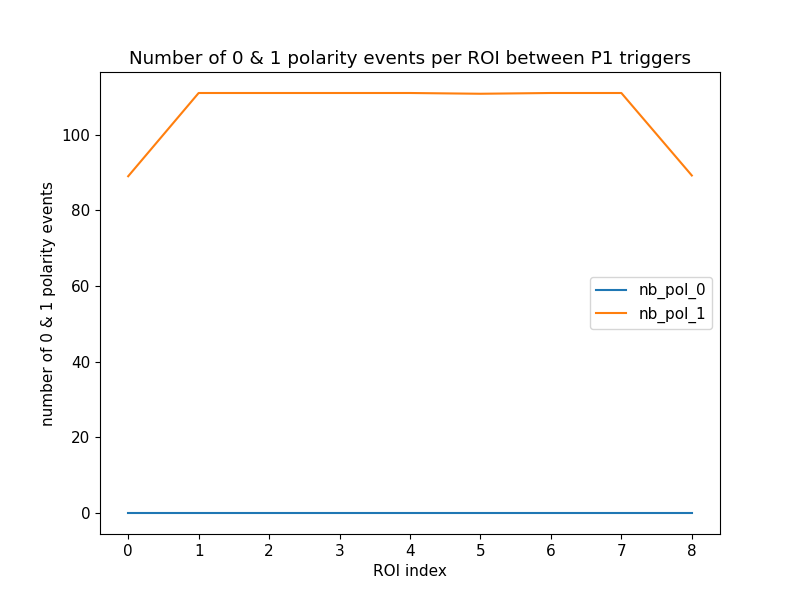 Number of 0 & 1 polarity events per ROI between P1 triggers
number of 0 & 1 polarity events
100
80
60
40
20
0
nb_pol_0
nb_pol_1
0 1 2 3 4 5 6 7 8
ROI index